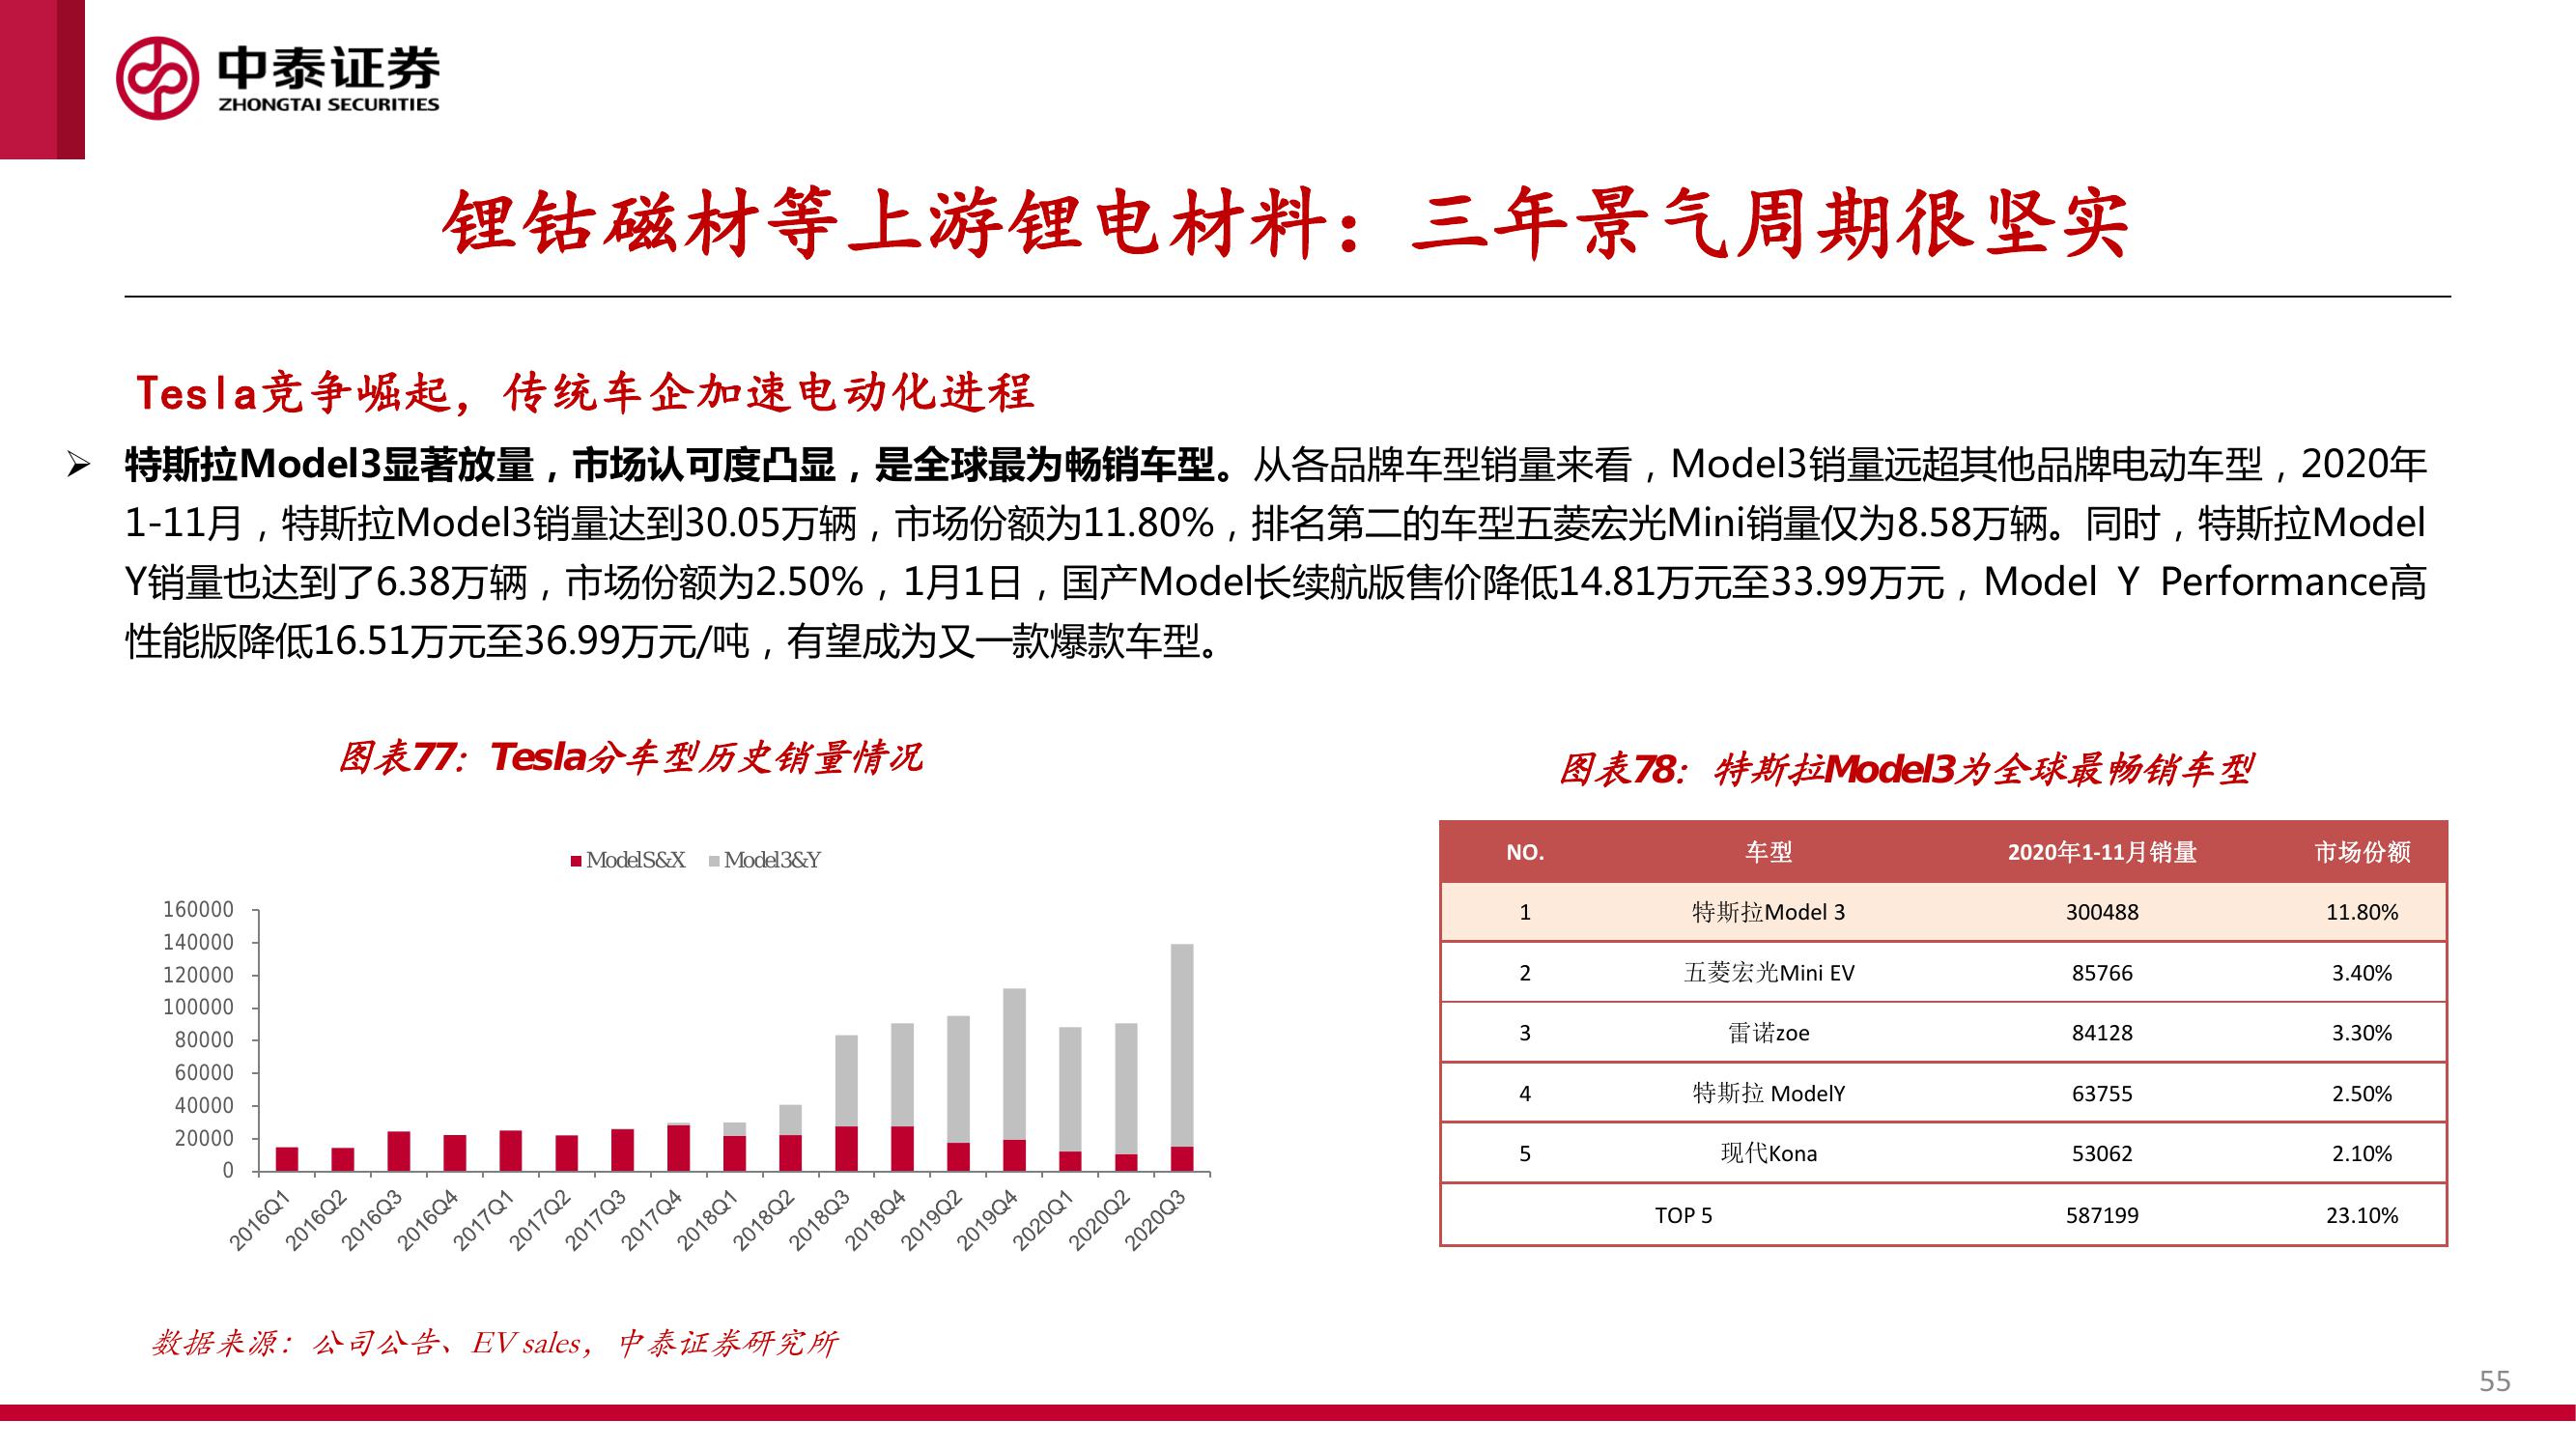 中泰证券
ZHONGTAI SECURITIES
锂钴磁材等上游锂电材料：三年景气周期很坚实
Tesla竞争崛起，传统车企加速电动化进程
➢ 特斯拉Model3显著放量，市场认可度凸显，是全球最为畅销车型。从各品牌车型销量来看，Model3销量远超其他品牌电动车型，2020年
1-11月，特斯拉Model3销量达到30.05万辆，市场份额为11.80%，排名第二的车型五菱宏光Mini销量仅为8.58万辆。同时，特斯拉Model
Y销量也达到了6.38万辆，市场份额为2.50%，1月1日，国产Model长续航版售价降低14.81万元至33.99万元，Model Y Performance高
性能版降低16.51万元至36.99万元/吨，有望成为又一款爆款车型。
图表77：Tesla分车型历史销量情况
ModelS&X Model3&Y
160000
140000
120000
100000
80000
60000
40000
20000
0
2016Q1 2016Q2 2016Q3 2016Q4 2017Q1 2017Q2 2017Q3 2017Q4 2018Q1 2018Q2 2018Q3 2018Q4 2019Q2 2019Q4 2020Q1 2020Q2 2020Q3
图表78：特斯拉Model3为全球最畅销车型
NO. 车型 2020年1-11月销量 市场份额
1 特斯拉Model 3 300488 11.80%
2 五菱宏光Mini EV 85766 3.40%
3 雷诺zoe 84128 3.30%
4 特斯拉 ModelY 63755 2.50%
5 现代Kona 53062 2.10%
TOP 5 587199 23.10%
数据来源：公司公告、EV sales，中泰证券研究所
55